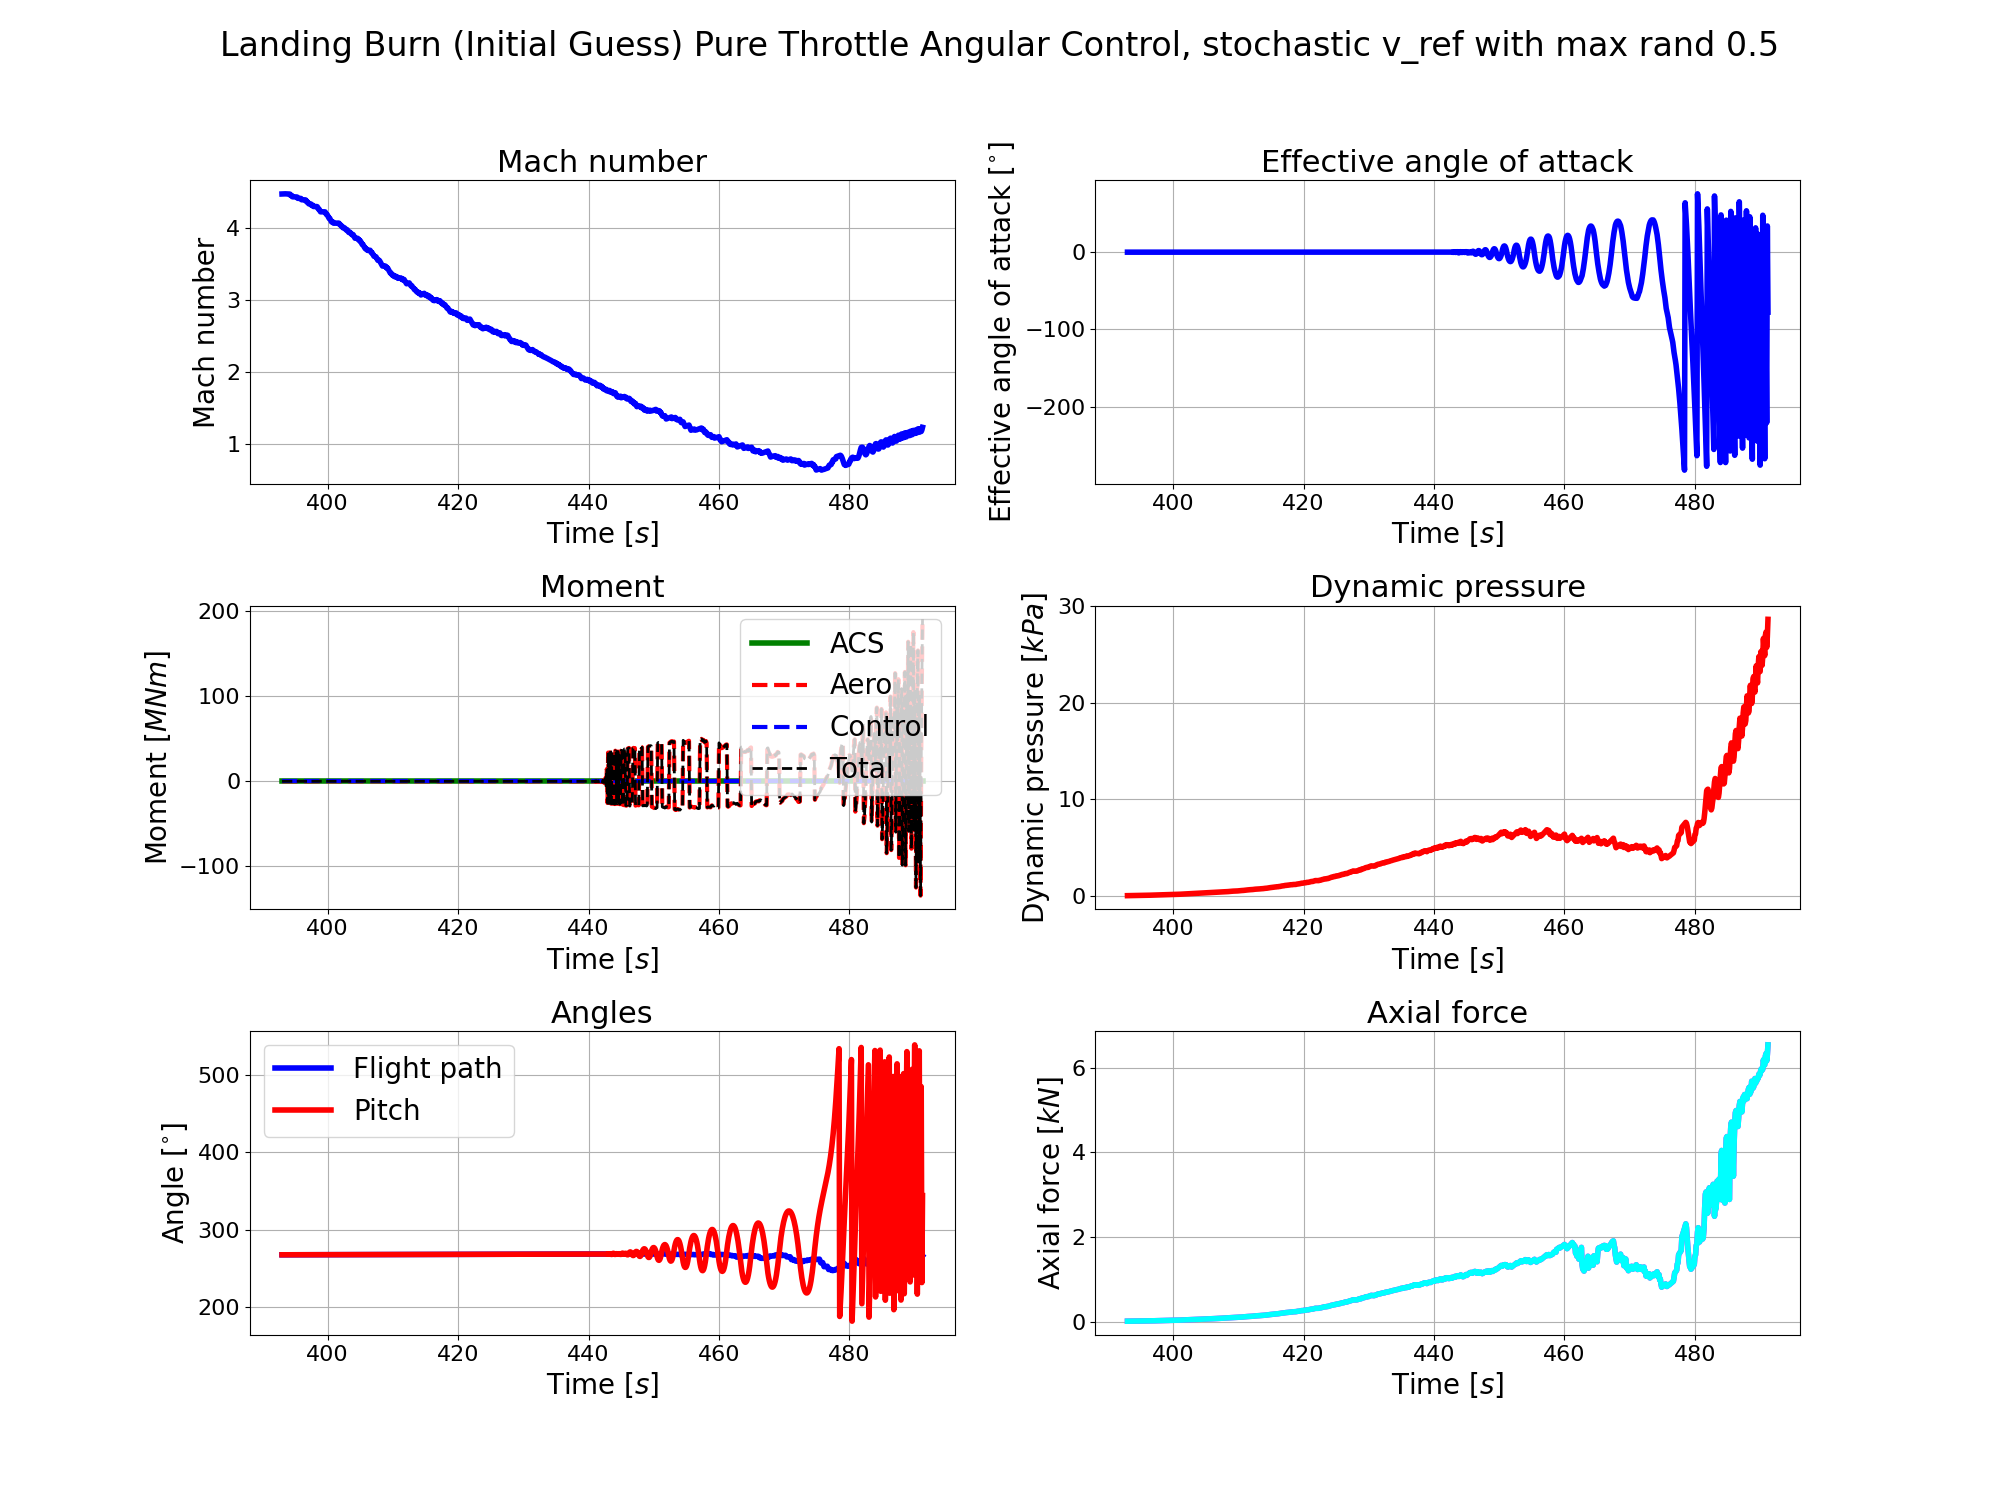 Landing Burn (Initial Guess) Pure Throttle Angular Control, stochastic v_ref with max rand 0.5
Mach number
Mach number
4
3
2
1
400 420 440 460 480
Time [s]
Effective angle of attack
Effective angle of attack [°]
0
−100
−200
400 420 440 460 480
Time [s]
Moment
Moment [MNm]
200
100
0
−100
ACS
Aero
Control
Total
400 420 440 460 480
Time [s]
Dynamic pressure
Dynamic pressure [kPa]
30
20
10
0
400 420 440 460 480
Time [s]
Angles
Angle [°]
500
400
300
200
Flight path
Pitch
400 420 440 460 480
Time [s]
Axial force
Axial force [kN]
6
4
2
0
400 420 440 460 480
Time [s]